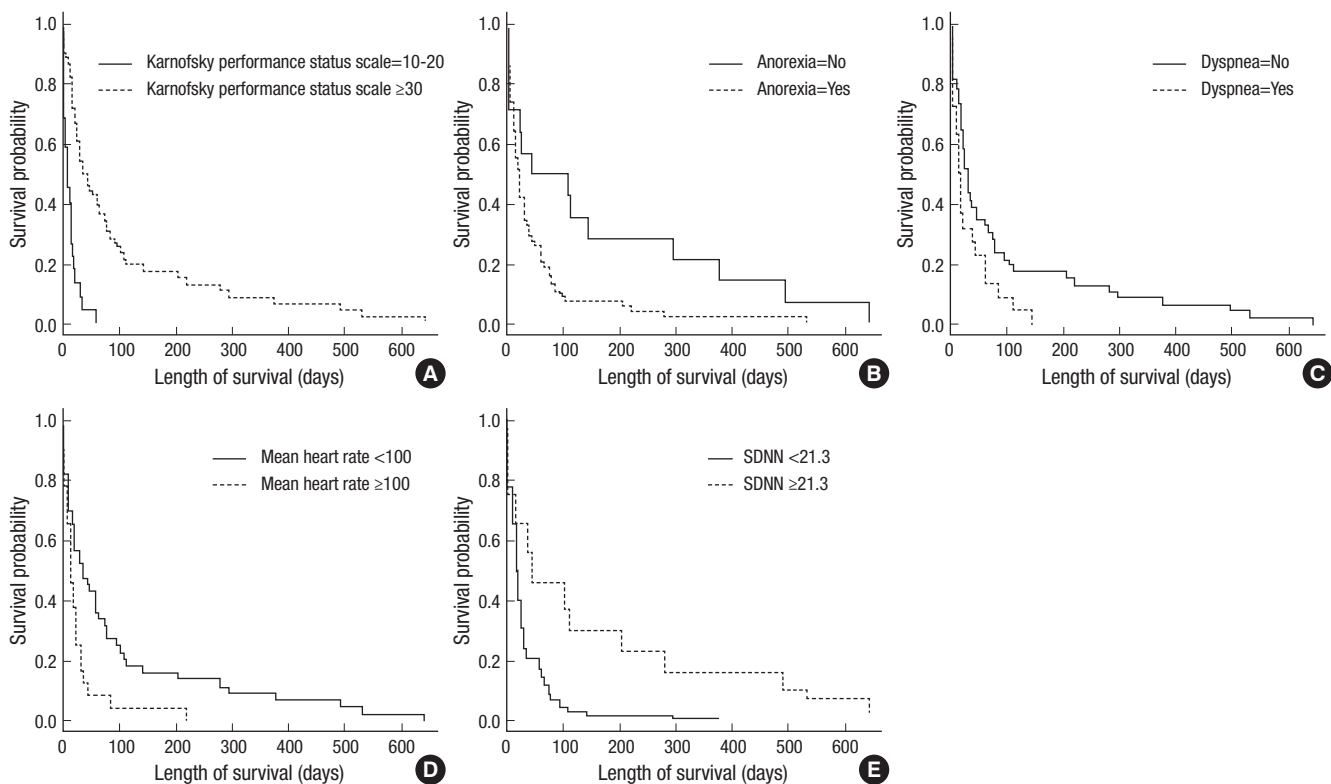 1.0
0.8
0.6
0.4
0.2
0.0
Survival probability
Karnofsky performance status scale=10-20
Karnofsky performance status scale ≥30
0 100 200 300 400 500 600
Length of survival (days)
A
1.0
0.8
0.6
0.4
0.2
0.0
Survival probability
Anorexia=No
Anorexia=Yes
0 100 200 300 400 500 600
Length of survival (days)
B
1.0
0.8
0.6
0.4
0.2
0.0
Survival probability
Dyspnea=No
Dyspnea=Yes
0 100 200 300 400 500 600
Length of survival (days)
C
1.0
0.8
0.6
0.4
0.2
0.0
Survival probability
Mean heart rate <100
Mean heart rate ≥100
0 100 200 300 400 500 600
Length of survival (days)
D
1.0
0.8
0.6
0.4
0.2
0.0
Survival probability
SDNN <21.3
SDNN ≥21.3
0 100 200 300 400 500 600
Length of survival (days)
E